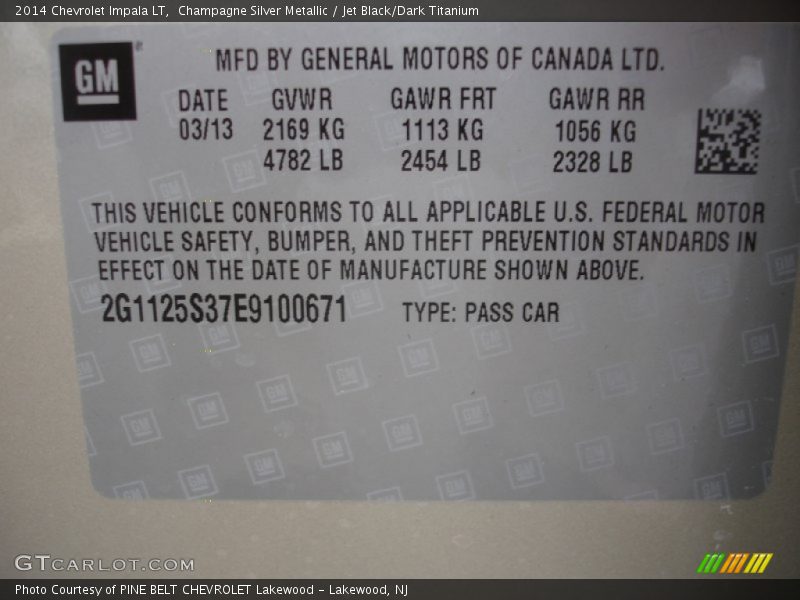 2014 Chevrolet Impala LT,  Champagne Silver Metallic / Jet Black/Dark Titanium
GM
MFD BY GENERAL MOTORS OF CANADA LTD.
DATE GVWR GAWR FRT GAWR RR
03/13 2169 KG 1113 KG 1056 KG
4782 LB 2454 LB 2328 LB
THIS VEHICLE CONFORMS TO ALL APPLICABLE U.S. FEDERAL MOTOR
VEHICLE SAFETY, BUMPER, AND THEFT PREVENTION STANDARDS IN
EFFECT ON THE DATE OF MANUFACTURE SHOWN ABOVE.
2G1125S37E9100671 TYPE: PASS CAR
GTCARLOT.COM
Photo Courtesy of PINE BELT CHEVROLET Lakewood – Lakewood, NJ